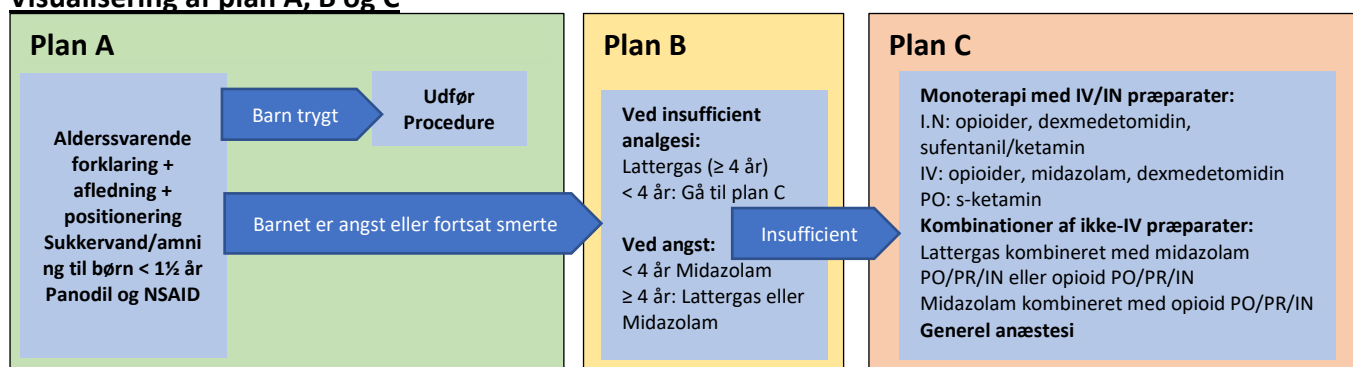 Visualisering af plan A, B og C
Plan A
Alderssvarende
forklaring +
afledning +
positionering
Sukkervand/amni
ng til børn < 1½ år
Panodil og NSAID
Barn trygt
Udfør
Procedure
Barnet er angst eller fortsat smerte
Plan B
Ved insufficient
analgesi:
Lattergas (≥ 4 år)
< 4 år: Gå til plan C
Ved angst:
< 4 år Midazolam
≥ 4 år: Lattergas eller
Midazolam
Insufficient
Plan C
Monoterapi med IV/IN præparater:
I.N: opioider, dexmedetomidin,
sufentanil/ketamin
IV: opioider, midazolam, dexmedetomidin
PO: s-ketamin
Kombinationer af ikke-IV præparater:
Lattergas kombineret med midazolam
PO/PR/IN eller opioid PO/PR/IN
Midazolam kombineret med opioid PO/PR/IN
Generel anæstesi